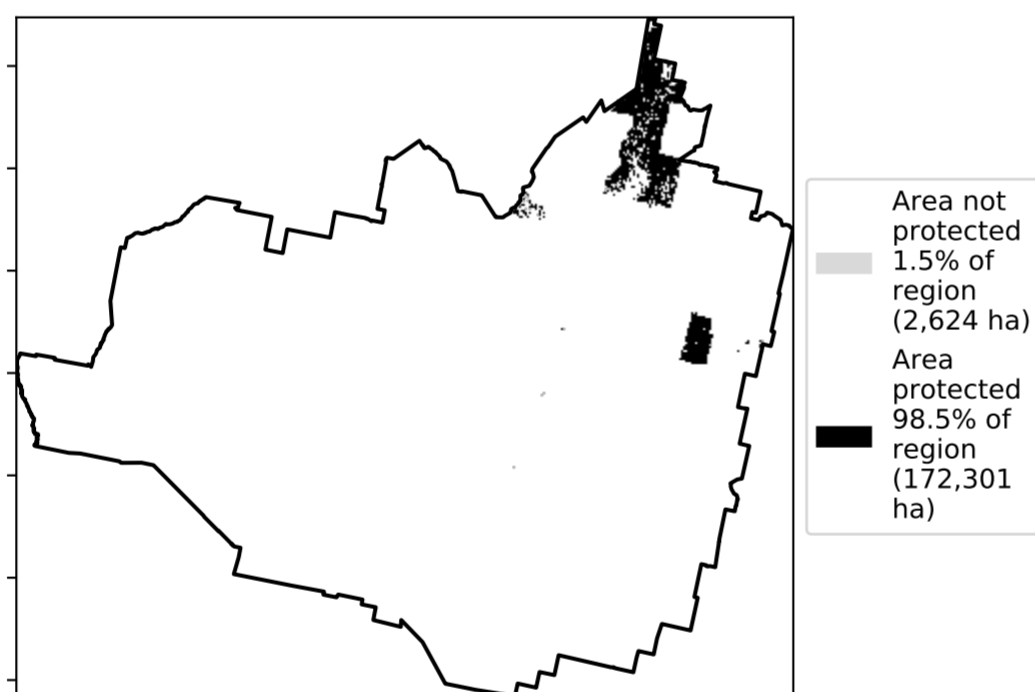 Area not
protected
1.5% of
region
(2,624 ha)
Area
protected
98.5% of
region
(172,301
ha)